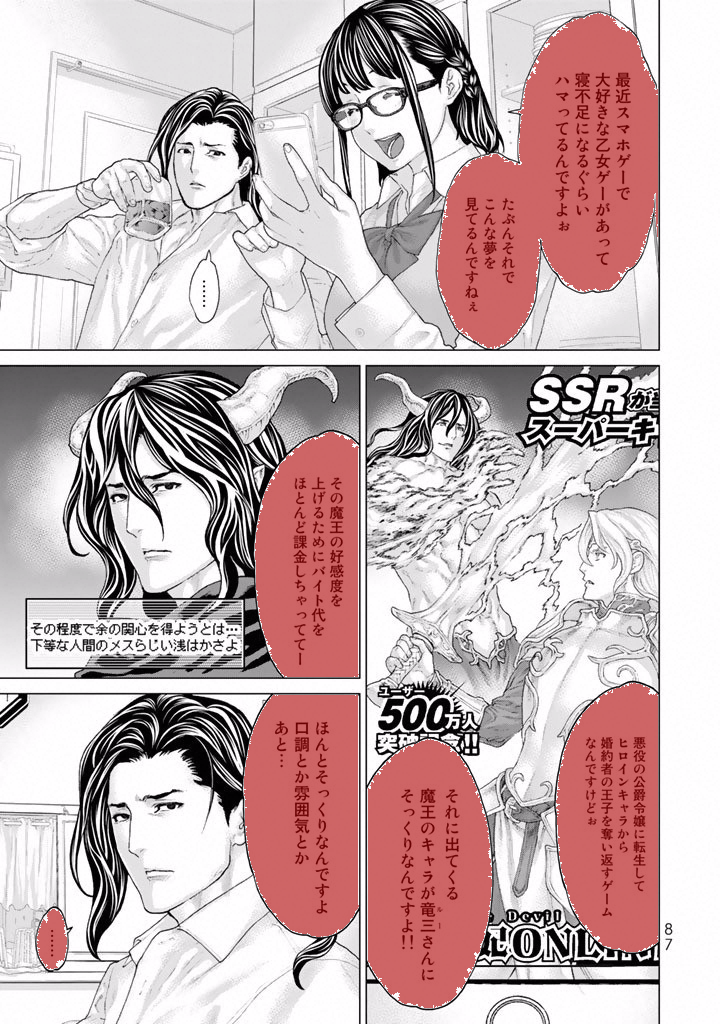 最近スマホゲーで
大好きな乙女ゲーがあって
寝不足になるぐらい
ハマってるんですよぉ
たぶんそれで
こんな夢を
見てるんですねぇ
……
SSRが
スーパーキ
悪役の公爵令嬢に転生して
ヒロインキャラから
婚約者の王子を奪い返すゲーム
なんですけどぉ
ユーザー
500万人
突破記念!!
それに出てくる
魔王のキャラが竜三さんに
ルー
そっくりなんですよ!!
Devil
ONLINE
その魔王の好感度を
上げるためにバイト代を
ほとんど課金しちゃっててー
その程度で余の関心を得ようとは…
下等な人間のメスらじい浅はかざよ
ほんとそっくりなんですよ
口調とか雰囲気とか
あと…
……
87